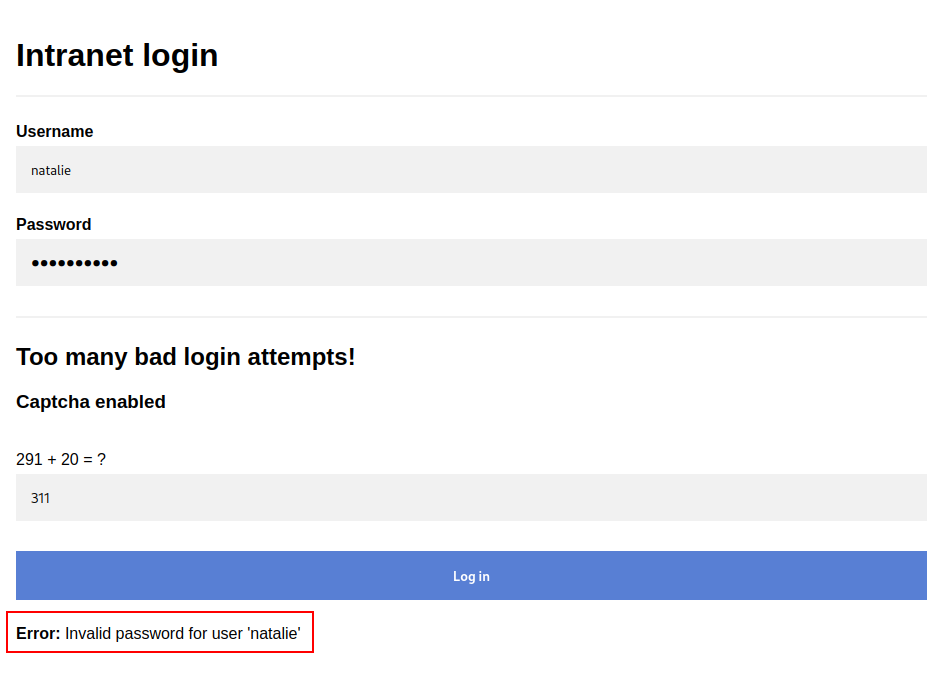 Intranet login
Username
natalie
Password
••••••••••
Too many bad login attempts!
Captcha enabled
291 + 20 = ?
311
Log in
Error: Invalid password for user 'natalie'